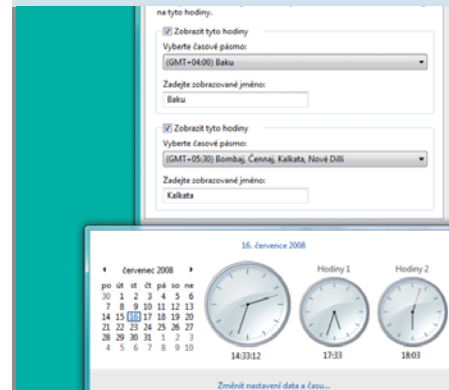 na tyto hodiny.
Zobrazit tyto hodiny
Vyberte časové pásmo:
(GMT+04:00) Baku
Zadejte zobrazované jméno:
Baku
Zobrazit tyto hodiny
Vyberte časové pásmo:
(GMT+05:30) Bombaj, Čennaj, Kalkata, Nové Dillí
Zadejte zobrazované jméno:
Kalkata
16. července 2008
červenec 2008
po út st čt pá so ne
30 1 2 3 4 5 6
7 8 9 10 11 12 13
14 15 16 17 18 19 20
21 22 23 24 25 26 27
28 29 30 31 1 2 3
4 5 6 7 8 9 10
14:33:12
Hodiny 1
17:33
Hodiny 2
18:03
Změnit nastavení data a času...